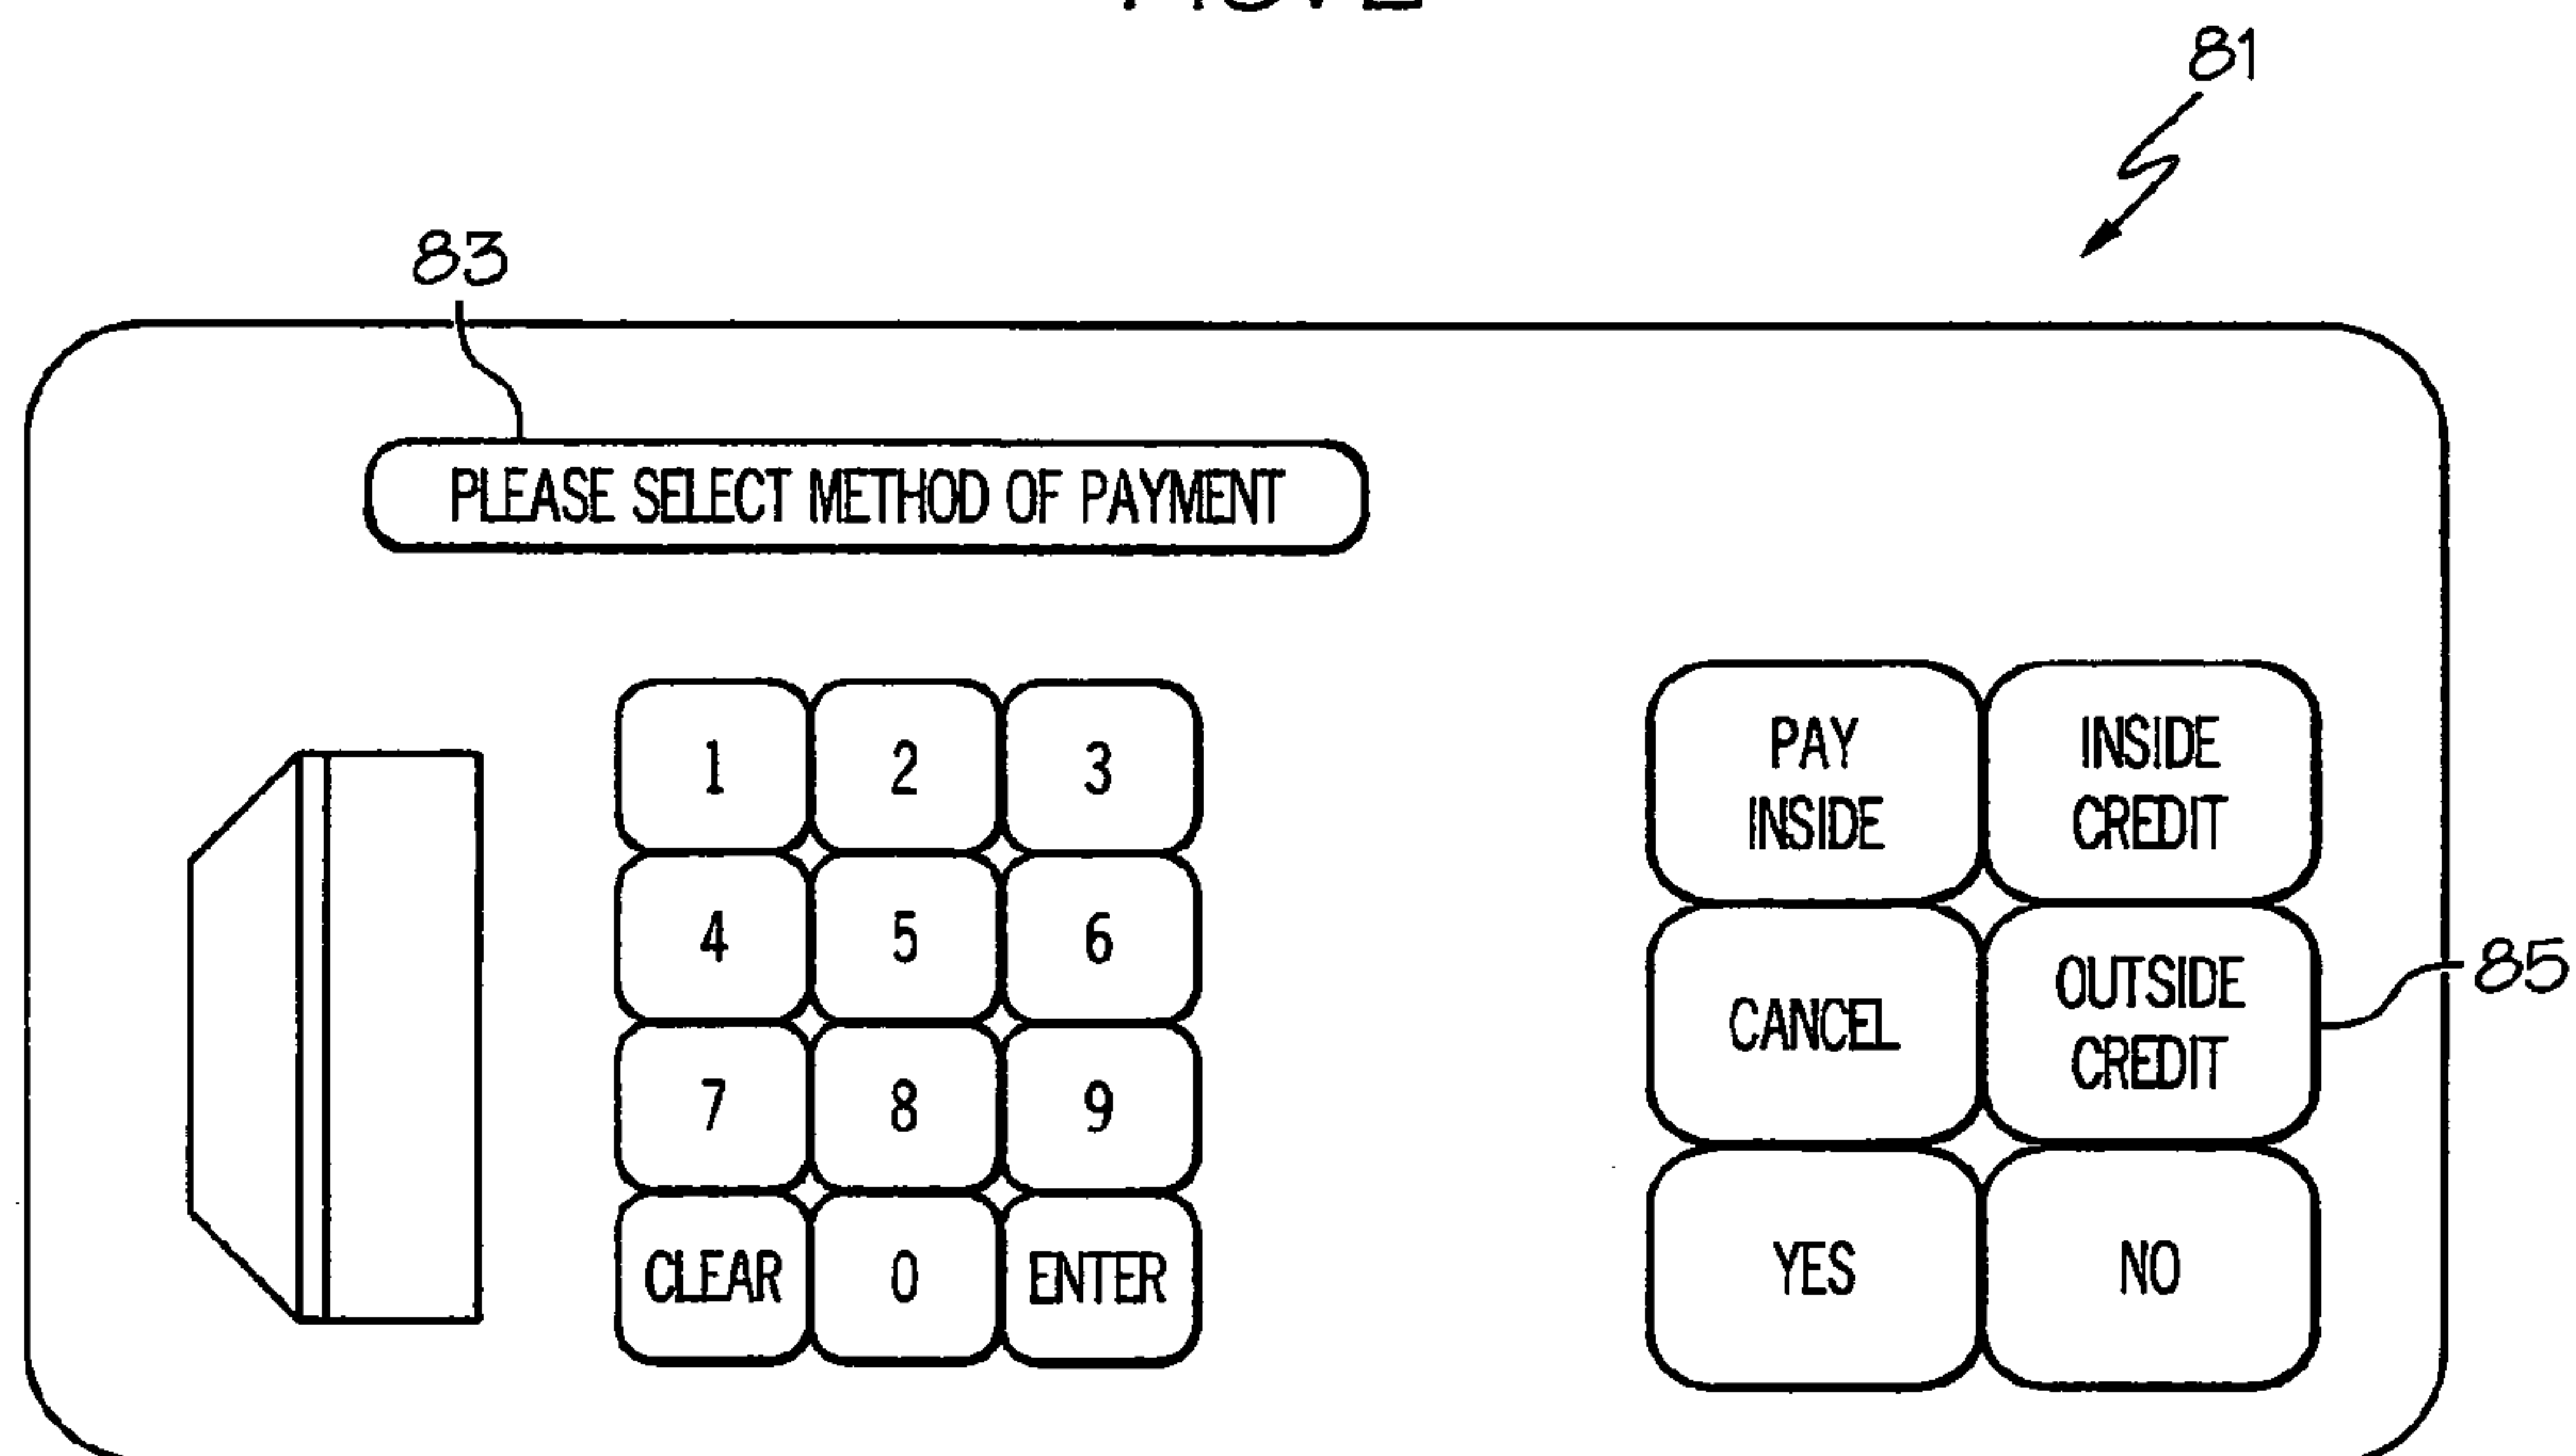 81
83
PLEASE SELECT METHOD OF PAYMENT
1 2 3
4 5 6
7 8 9
CLEAR 0 ENTER
PAY
INSIDE
INSIDE
CREDIT
CANCEL
OUTSIDE
CREDIT
85
YES
NO